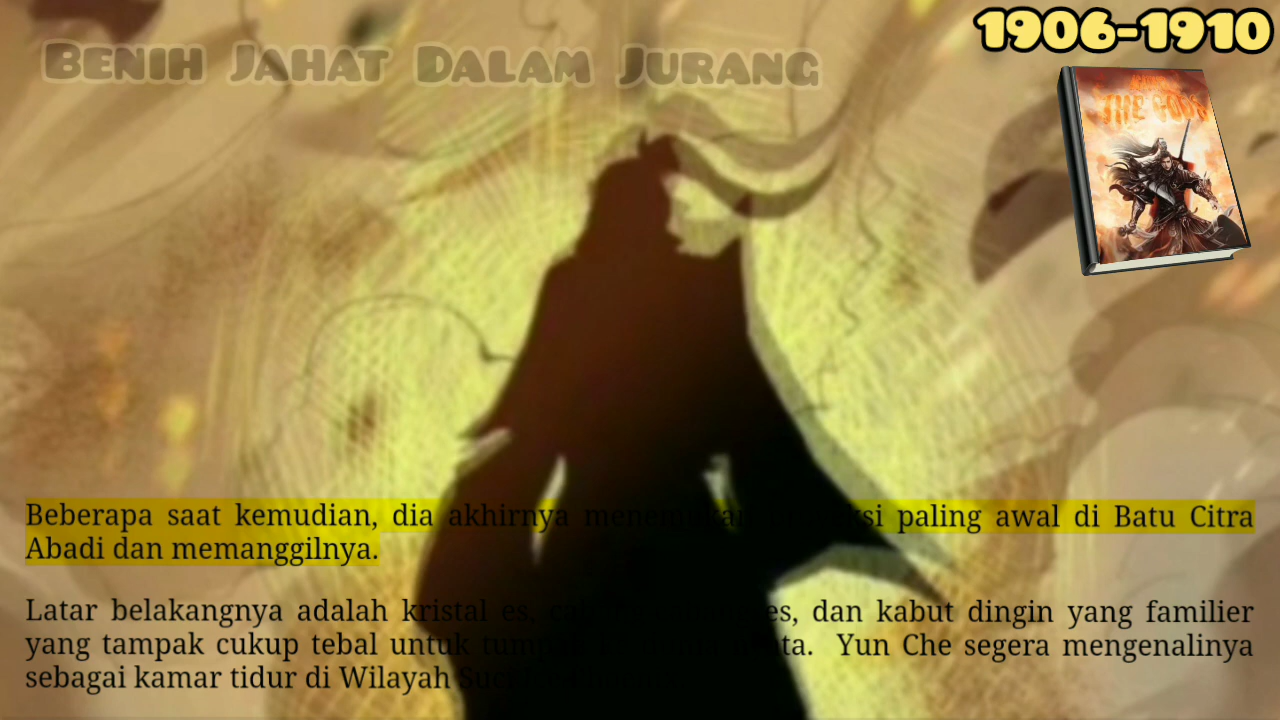 1906-1910
Benih Jahat Dalam Jurang
THE GODS
Beberapa saat kemudian, dia akhirnya paling awal di Batu Citra
Abadi dan memanggilnya.
Latar belakangnya adalah kristal es, es, dan kabut dingin yang familier
yang tampak cukup tebal untuk Yun Che segera mengenalinya
sebagai kamar tidur di Wilayah